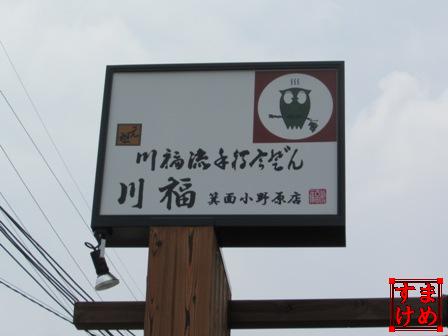 川福流手打うどん
川福 箕面小野原店
すまけめ